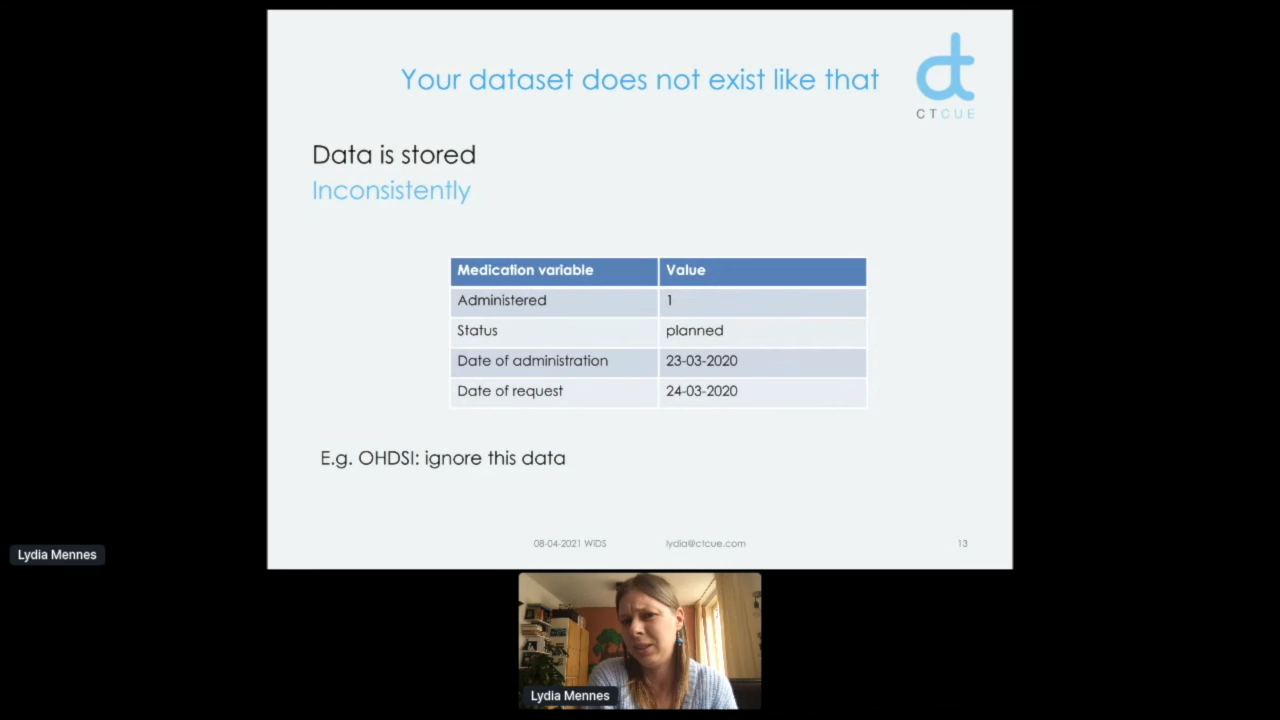 Your dataset does not exist like that
CTCUE
Data is stored
Inconsistently
Medication variable Value
Administered 1
Status planned
Date of administration 23-03-2020
Date of request 24-03-2020
E.g. OHDSI: ignore this data
08-04-2021 WiDS lydia@ctcue.com 13
Lydia Mennes
Lydia Mennes